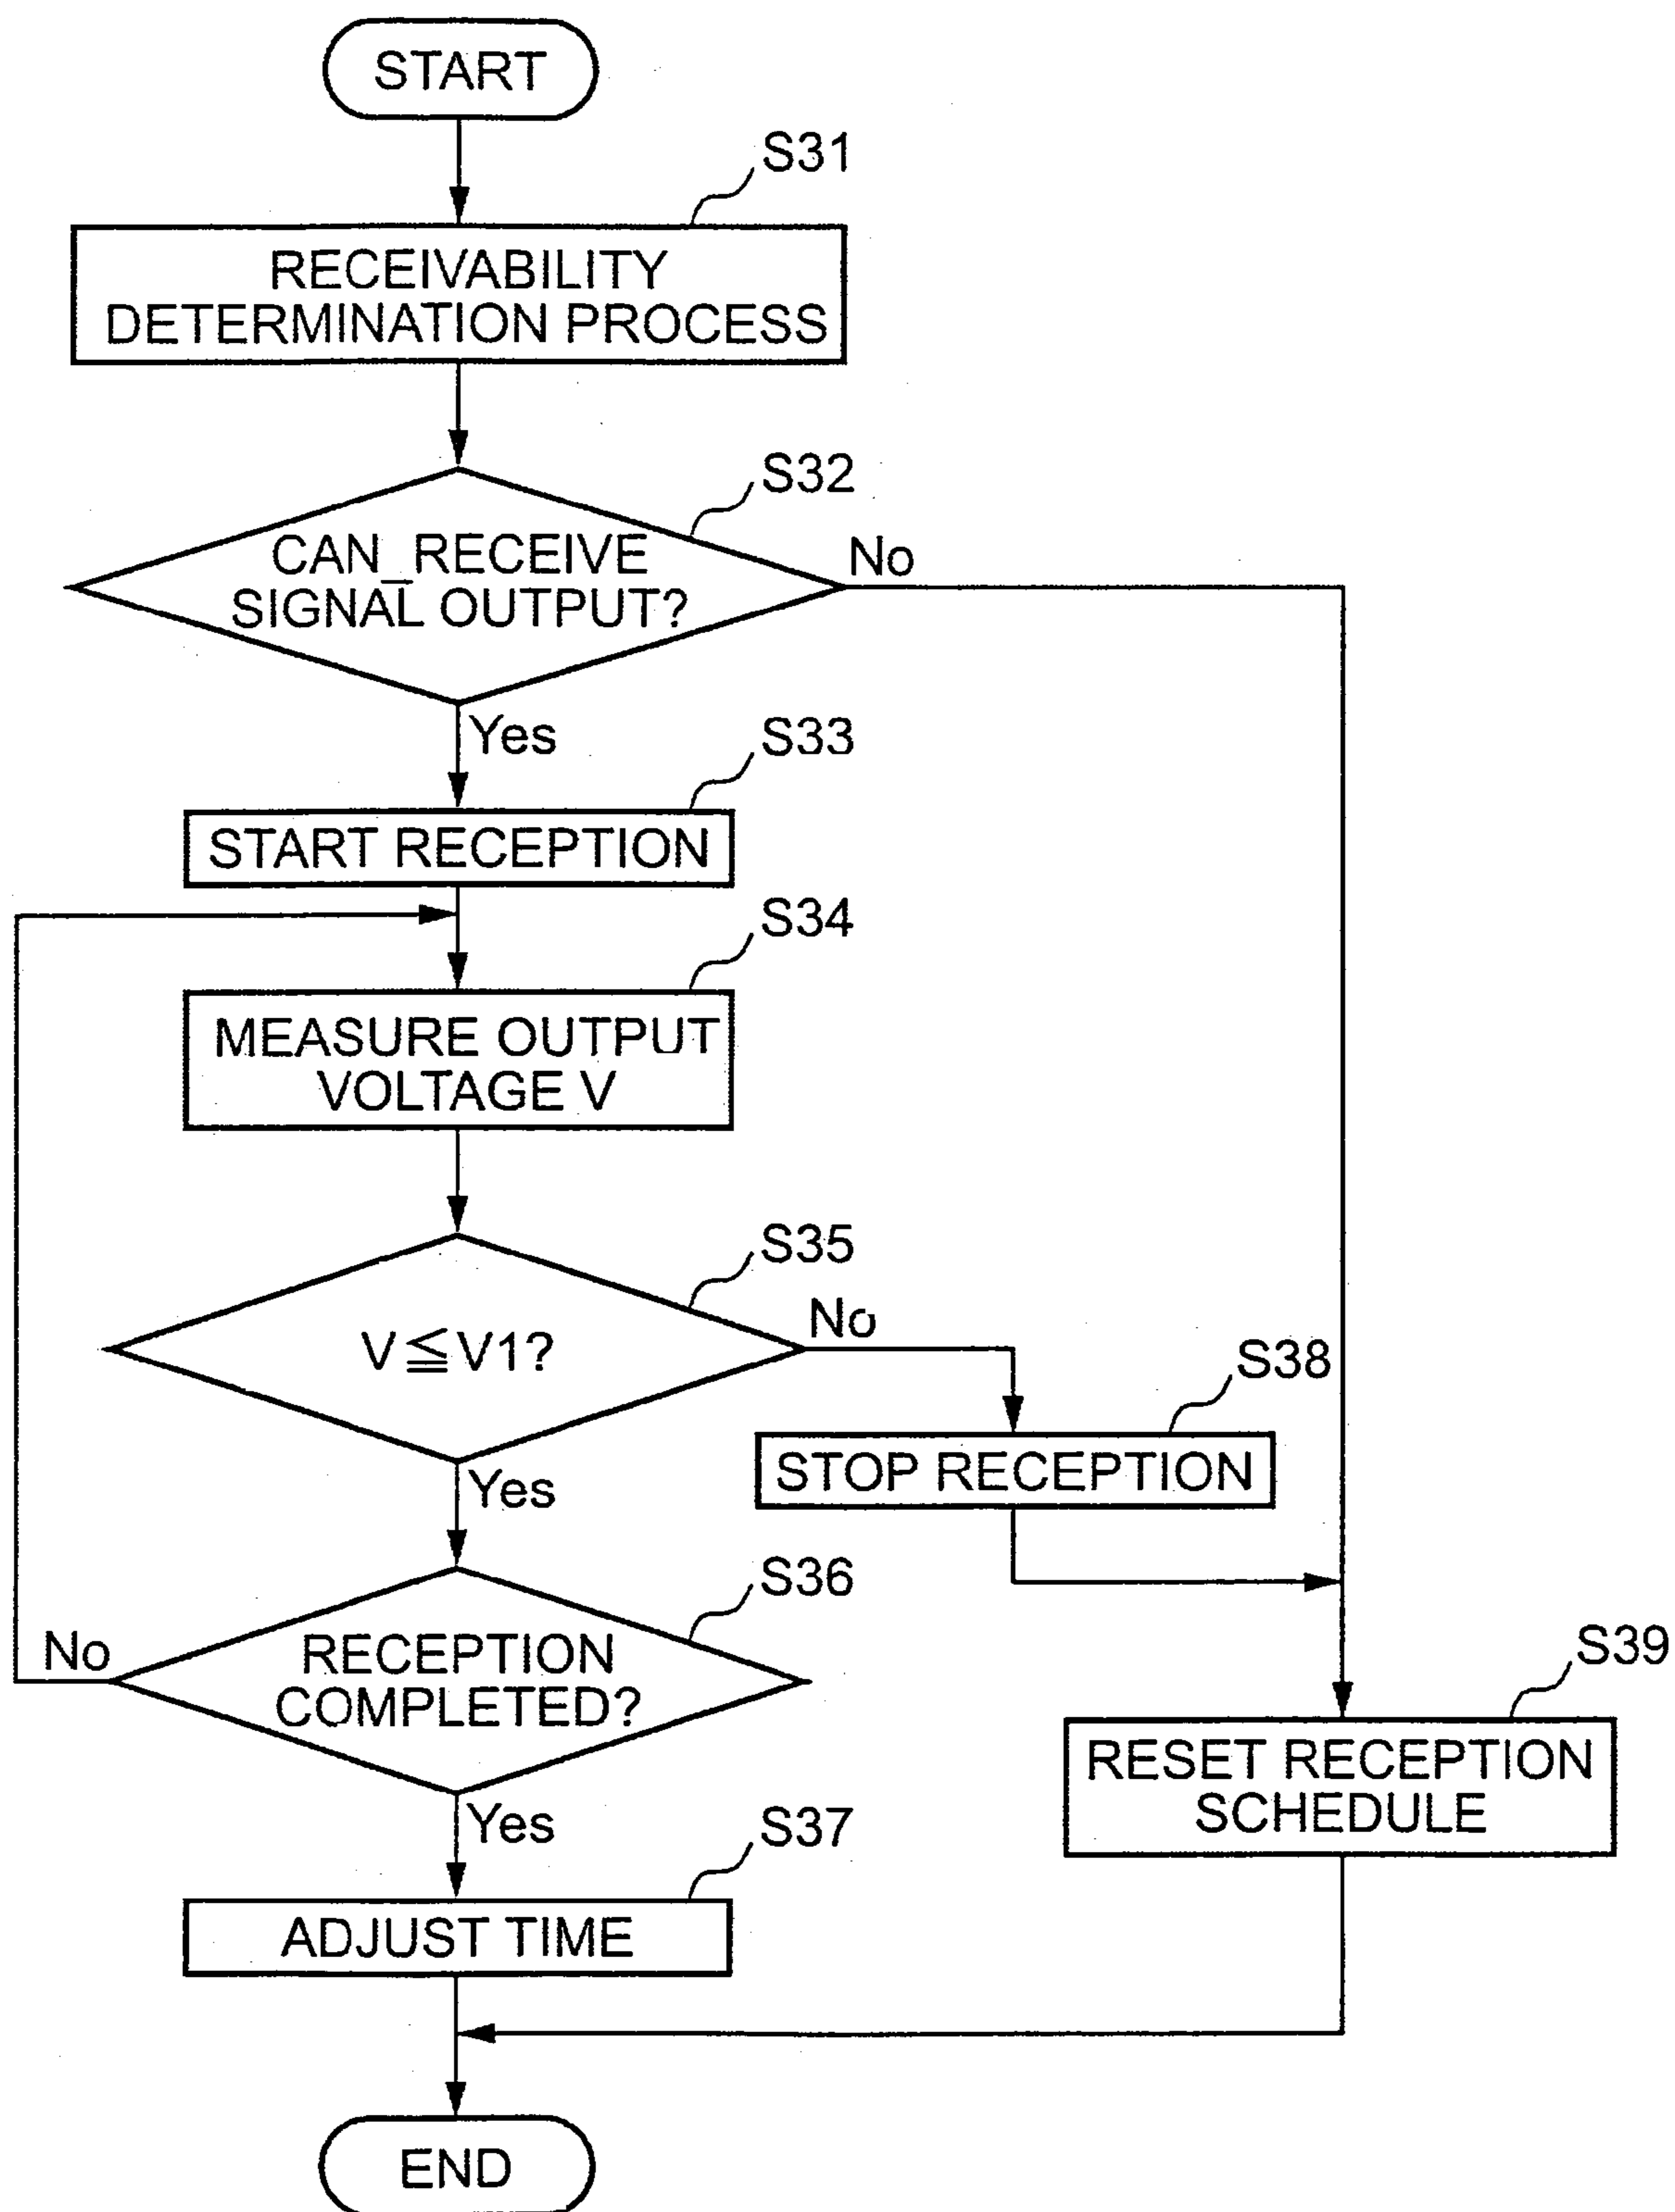 START
S31
RECEIVABILITY
DETERMINATION PROCESS
S32
CAN_RECEIVE
SIGNAL OUTPUT?
No
Yes
S33
START RECEPTION
S34
MEASURE OUTPUT
VOLTAGE V
S35
V≦V1?
No
Yes
S38
STOP RECEPTION
S36
RECEPTION
COMPLETED?
No
Yes
S39
RESET RECEPTION
SCHEDULE
S37
ADJUST TIME
END